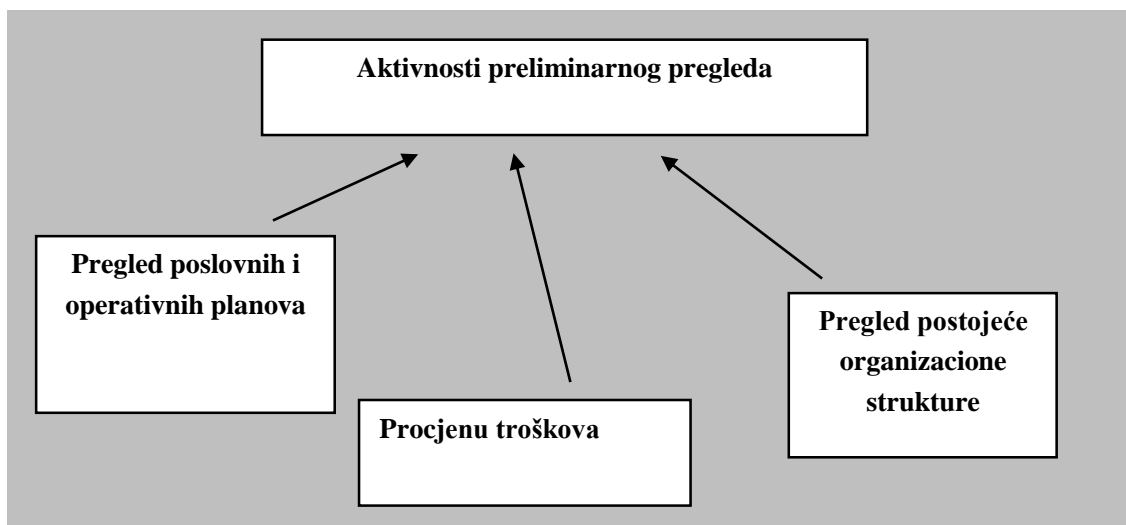 Aktivnosti preliminarnog pregleda
Pregled poslovnih i
operativnih planova
Procjenu troškova
Pregled postojeće
organizacione
strukture